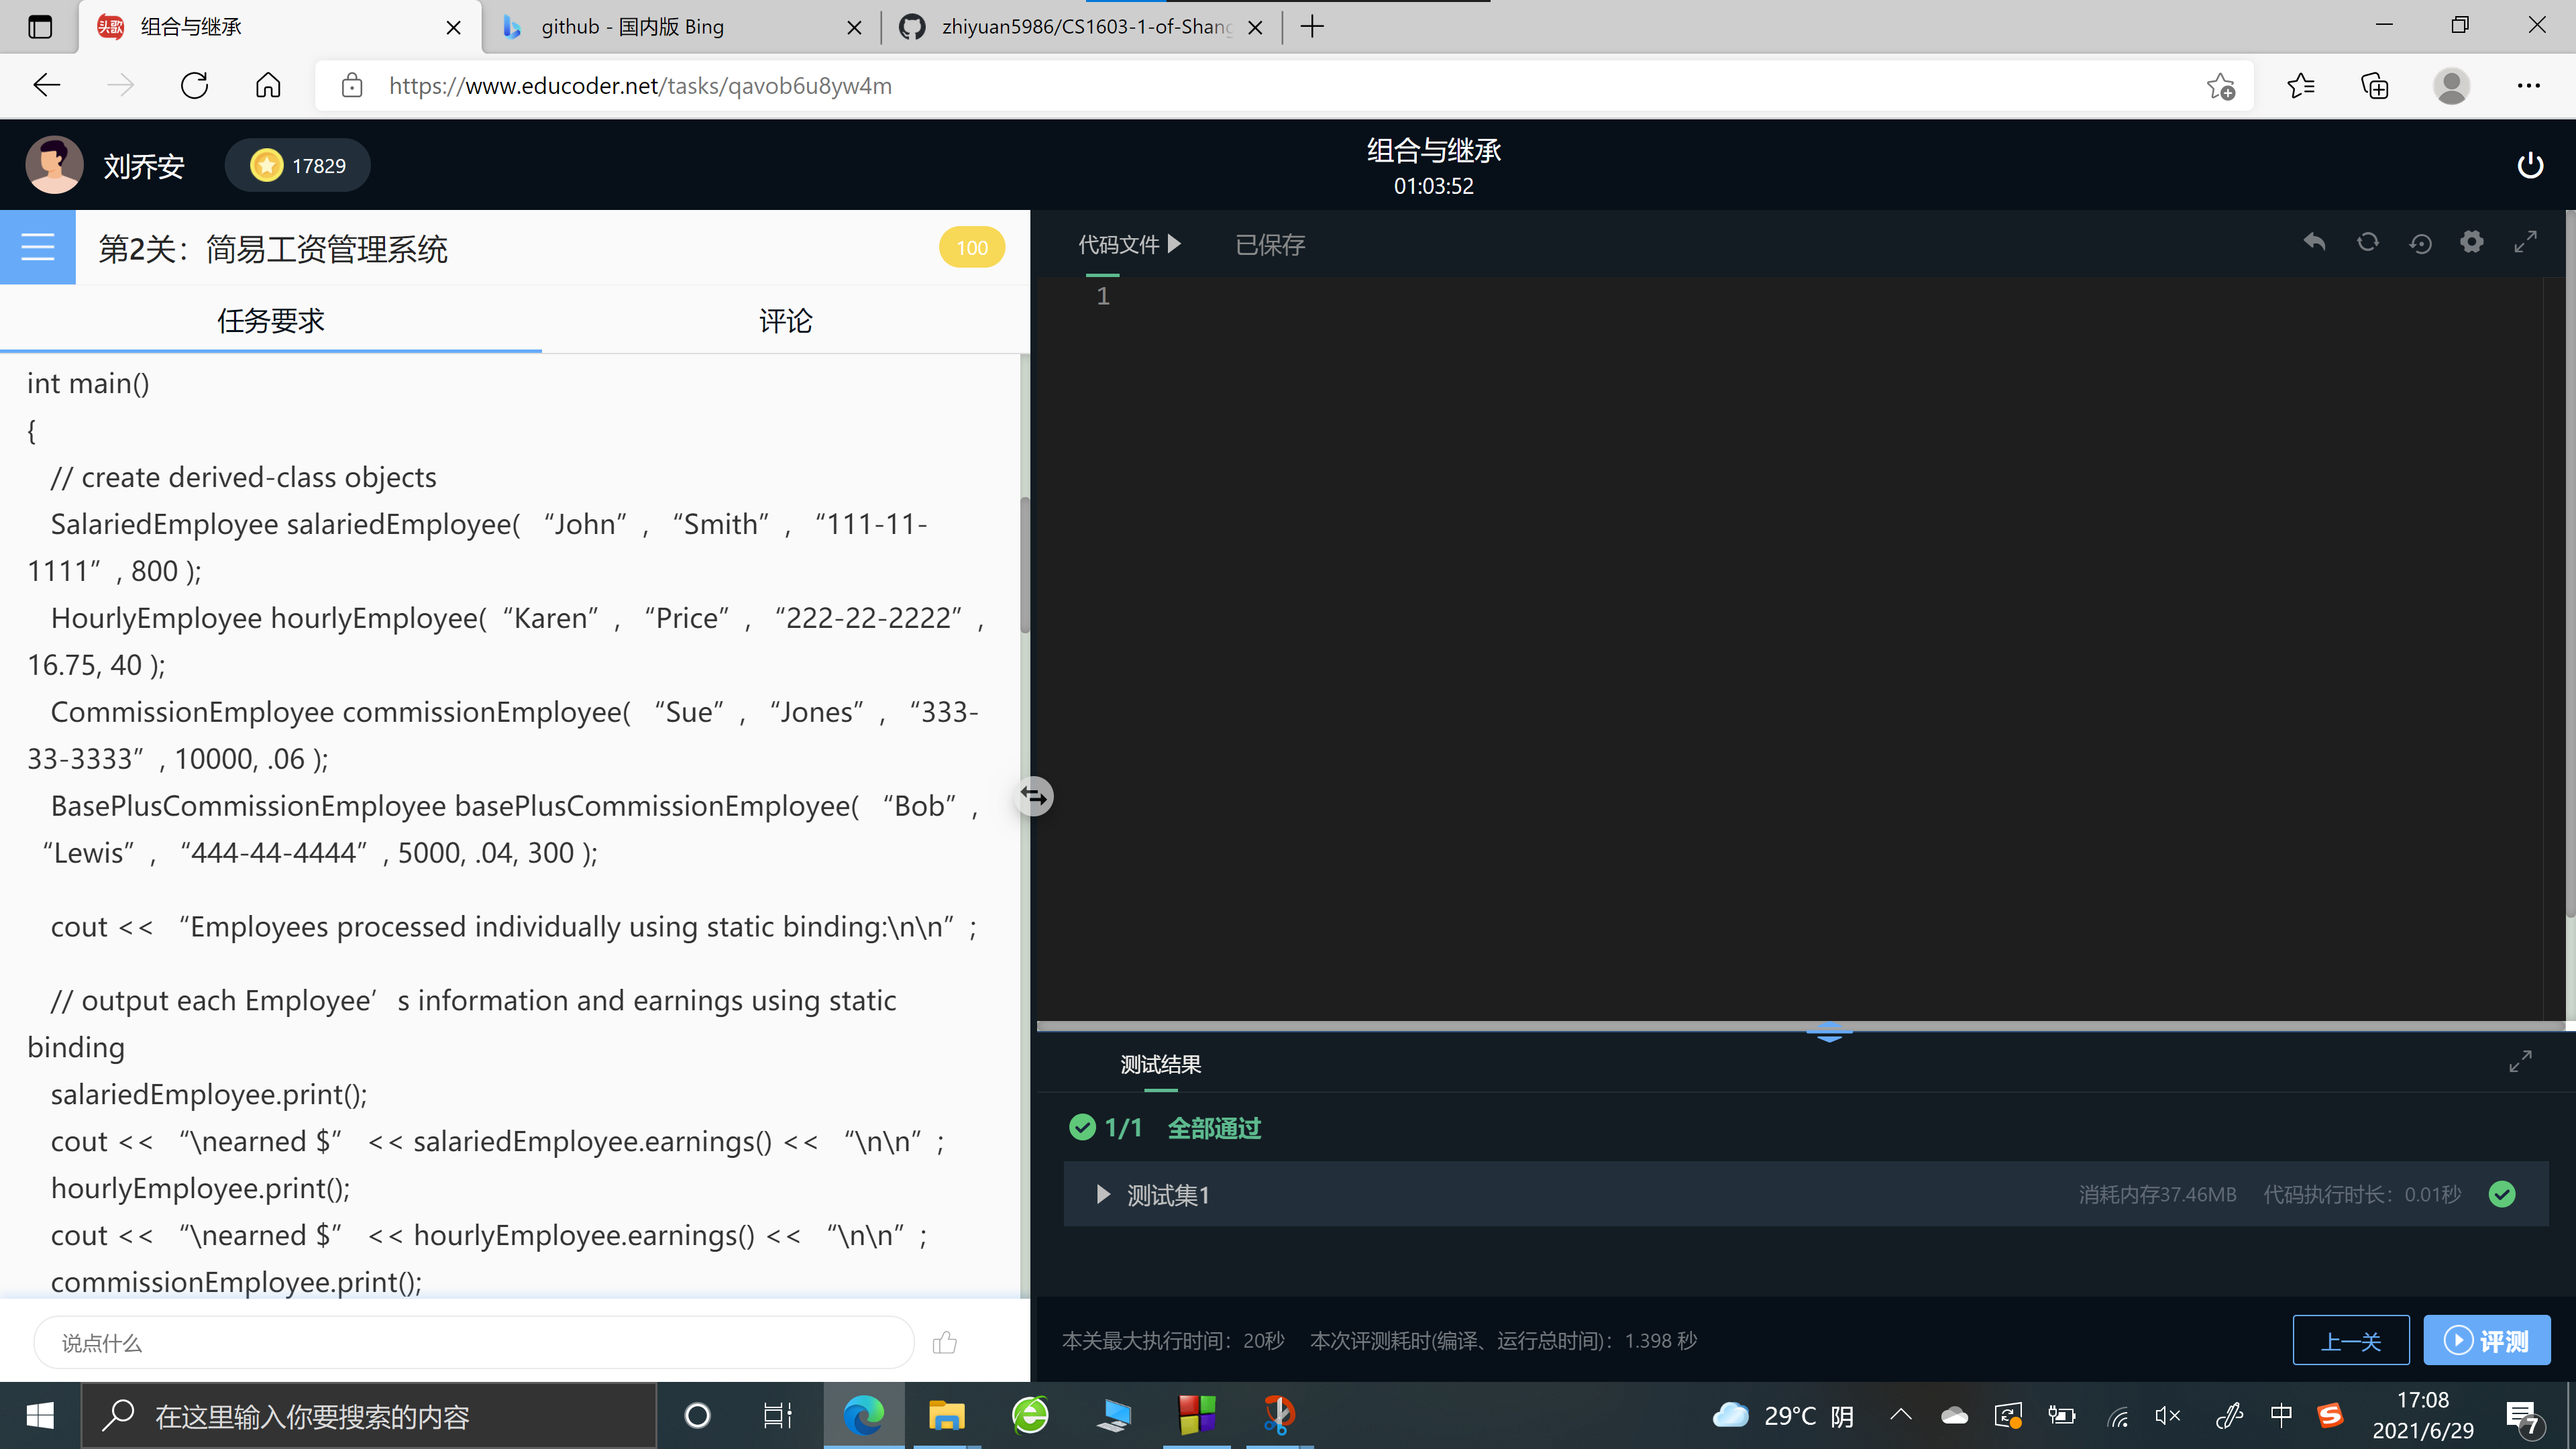 头歌 组合与继承
github - 国内版 Bing
zhiyuan5986/CS1603-1-of-Shang
https://www.educoder.net/tasks/qavob6u8yw4m
刘乔安
17829
组合与继承
01:03:52
第2关：简易工资管理系统
100
任务要求
评论
int main()
{
// create derived-class objects
SalariedEmployee salariedEmployee( “John” , “Smith” , “111-11-
1111” , 800 );
HourlyEmployee hourlyEmployee( “Karen” , “Price” , “222-22-2222” ,
16.75, 40 );
CommissionEmployee commissionEmployee( “Sue” , “Jones” , “333-
33-3333” , 10000, .06 );
BasePlusCommissionEmployee basePlusCommissionEmployee( “Bob” ,
“Lewis” , “444-44-4444” , 5000, .04, 300 );
cout << “Employees processed individually using static binding:\n\n” ;
// output each Employee’s information and earnings using static
binding
salariedEmployee.print();
cout << “\nearned $” << salariedEmployee.earnings() << “\n\n” ;
hourlyEmployee.print();
cout << “\nearned $” << hourlyEmployee.earnings() << “\n\n” ;
commissionEmployee.print();
说点什么
代码文件
已保存
1
测试结果
1/1 全部通过
测试集1
消耗内存37.46MB 代码执行时长：0.01秒
本关最大执行时间：20秒 本次评测耗时(编译、运行总时间)：1.398 秒
上一关
评测
在这里输入你要搜索的内容
29°C 阴
中
S
17:08
2021/6/29
7